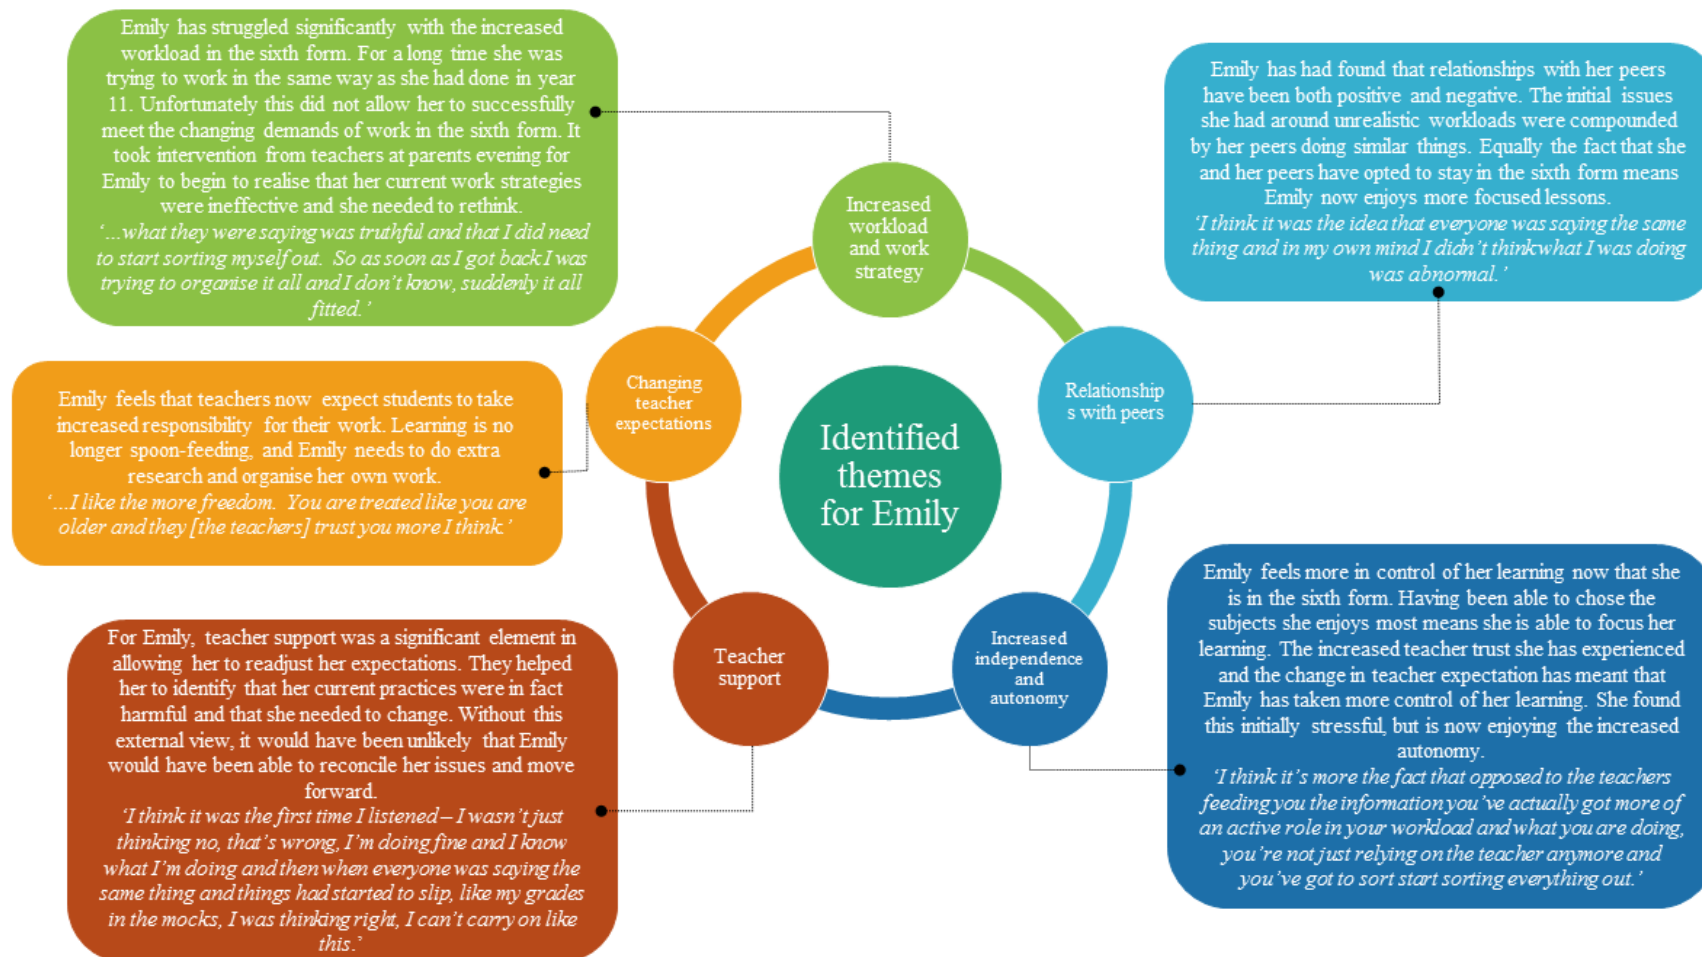 Emily has struggled significantly with the increased
workload in the sixth form. For a long time she was
trying to work in the same way as she had done in year
11. Unfortunately this did not allow her to successfully
meet the changing demands of work in the sixth form. It
took intervention from teachers at parents evening for
Emily to begin to realise that her current work strategies
were ineffective and she needed to rethink.
‘…what they were saying was truthful and that I did need
to start sorting myself out. So as soon as I got back I was
trying to organise it all and I don’t know, suddenly it all
fitted.’
Emily has had found that relationships with her peers
have been both positive and negative. The initial issues
she had around unrealistic workloads were compounded
by her peers doing similar things. Equally the fact that she
and her peers have opted to stay in the sixth form means
Emily now enjoys more focused lessons.
‘I think it was the idea that everyone was saying the same
thing and in my own mind I didn’t think what I was doing
was abnormal.’
Increased
workload
and work
strategy
Changing
teacher
expectations
Relationship
s with peers
Identified
themes
for Emily
Emily feels that teachers now expect students to take
increased responsibility for their work. Learning is no
longer spoon-feeding, and Emily needs to do extra
research and organise her own work.
‘…I like the more freedom. You are treated like you are
older and they [the teachers] trust you more I think.’
Teacher
support
Increased
independence
and
autonomy
For Emily, teacher support was a significant element in
allowing her to readjust her expectations. They helped
her to identify that her current practices were in fact
harmful and that she needed to change. Without this
external view, it would have been unlikely that Emily
would have been able to reconcile her issues and move
forward.
‘I think it was the first time I listened – I wasn’t just
thinking no, that’s wrong, I’m doing fine and I know
what I’m doing and then when everyone was saying the
same thing and things had started to slip, like my grades
in the mocks, I was thinking right, I can’t carry on like
this.’
Emily feels more in control of her learning now that she
is in the sixth form. Having been able to chose the
subjects she enjoys most means she is able to focus her
learning. The increased teacher trust she has experienced
and the change in teacher expectation has meant that
Emily has taken more control of her learning. She found
this initially stressful, but is now enjoying the increased
autonomy.
‘I think it’s more the fact that opposed to the teachers
feeding you the information you’ve actually got more of
an active role in your workload and what you are doing,
you’re not just relying on the teacher anymore and
you’ve got to sort start sorting everything out.’